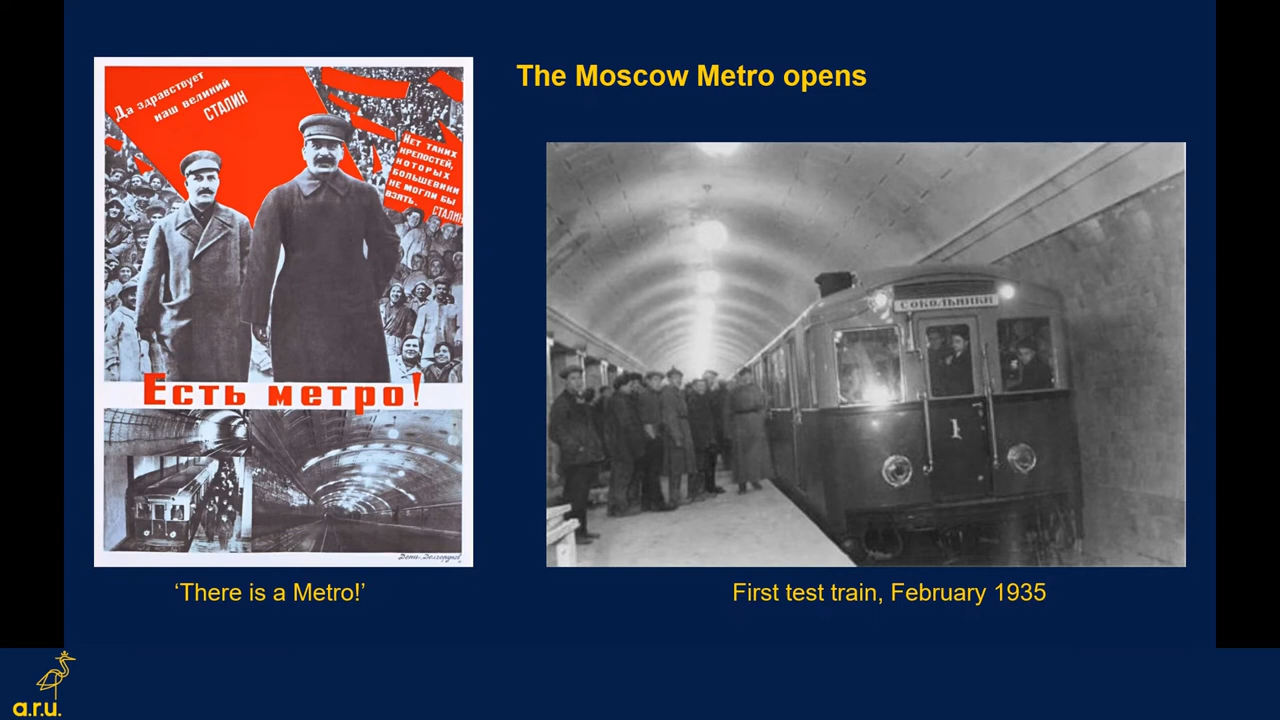 The Moscow Metro opens
Да здравствует
наш великий
СТАЛИН
Нет таких
крепостей,
которых
большевики
не могли бы
взять.
СТАЛИН
Есть метро!
‘There is a Metro!’
СОКОЛЬНИКИ
1
First test train, February 1935
a.r.u.